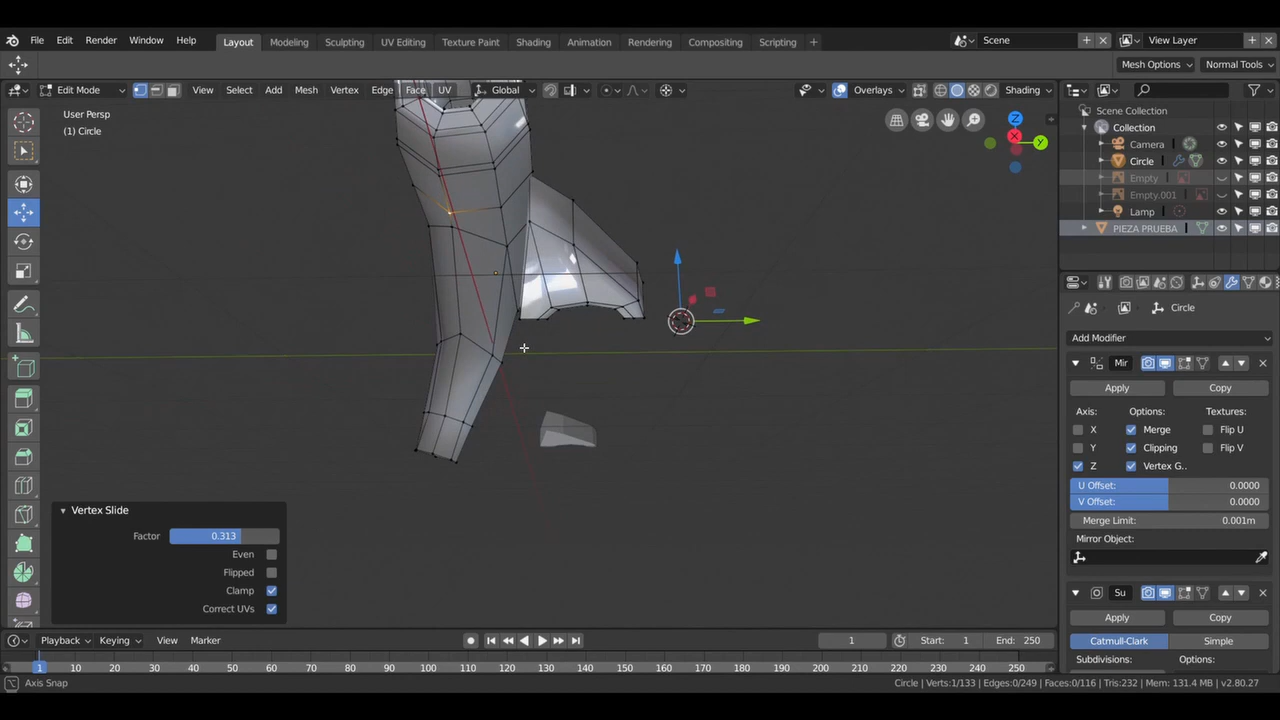 File Edit Render Window Help Layout Modeling Sculpting UV Editing Texture Paint Shading Animation Rendering Compositing Scripting + Scene View Layer
Mesh Options Normal Tools
Edit Mode View Select Add Mesh Vertex Edge Face UV Global Overlays Shading
User Persp
(1) Circle
Z
X
Y
Scene Collection
Collection
Camera
Circle
Empty
Empty.001
Lamp
PIEZA PRUEBA
Circle
Add Modifier
Mir
Apply Copy
Axis: Options: Textures:
X Merge Flip U
Y Clipping Flip V
Z Vertex G..
U Offset: 0.0000
V Offset: 0.0000
Merge Limit: 0.001m
Mirror Object:
Su
Apply Copy
Catmull-Clark Simple
Subdivisions: Options:
Vertex Slide
Factor 0.313
Even
Flipped
Clamp
Correct UVs
Playback Keying View Marker 1 Start: 1 End: 250
1 10 20 30 40 50 60 70 80 90 100 110 120 130 140 150 160 170 180 190 200 210 220 230 240 250
Axis Snap Circle | Verts:1/133 | Edges:0/249 | Faces:0/116 | Tris:232 | Mem: 131.4 MB | v2.80.27